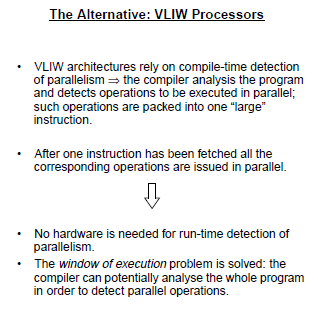 The Alternative: VLIW Processors
• VLIW architectures rely on compile-time detection
of parallelism ⇒ the compiler analysis the program
and detects operations to be executed in parallel;
such operations are packed into one “large”
instruction.
• After one instruction has been fetched all the
corresponding operations are issued in parallel.
• No hardware is needed for run-time detection of
parallelism.
• The window of execution problem is solved: the
compiler can potentially analyse the whole program
in order to detect parallel operations.